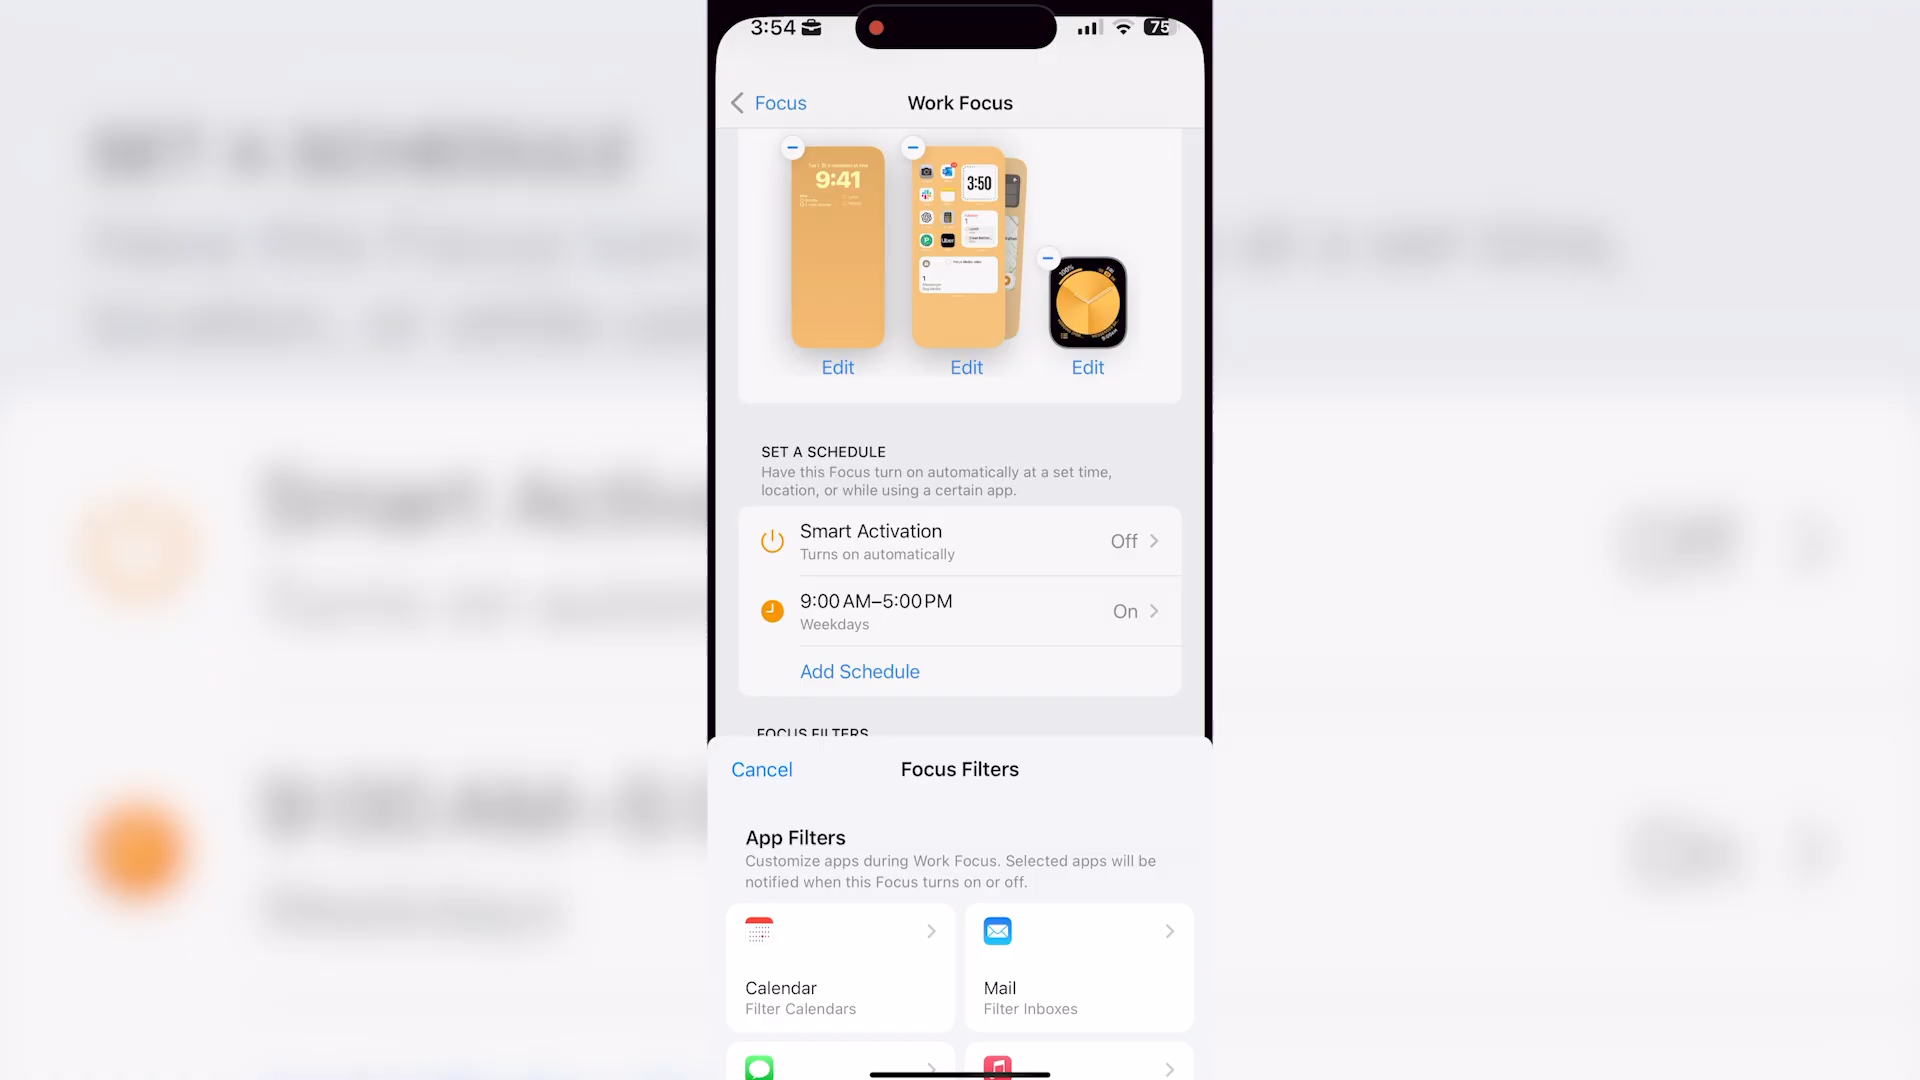 3:54
75
Focus
Work Focus
9:41
3:50
Uber
Edit
Edit
Edit
SET A SCHEDULE
Have this Focus turn on automatically at a set time,
location, or while using a certain app.
Smart Activation
Turns on automatically
Off
9:00 AM–5:00 PM
Weekdays
On
Add Schedule
FOCUS FILTERS
Cancel
Focus Filters
App Filters
Customize apps during Work Focus. Selected apps will be
notified when this Focus turns on or off.
Calendar
Filter Calendars
Mail
Filter Inboxes